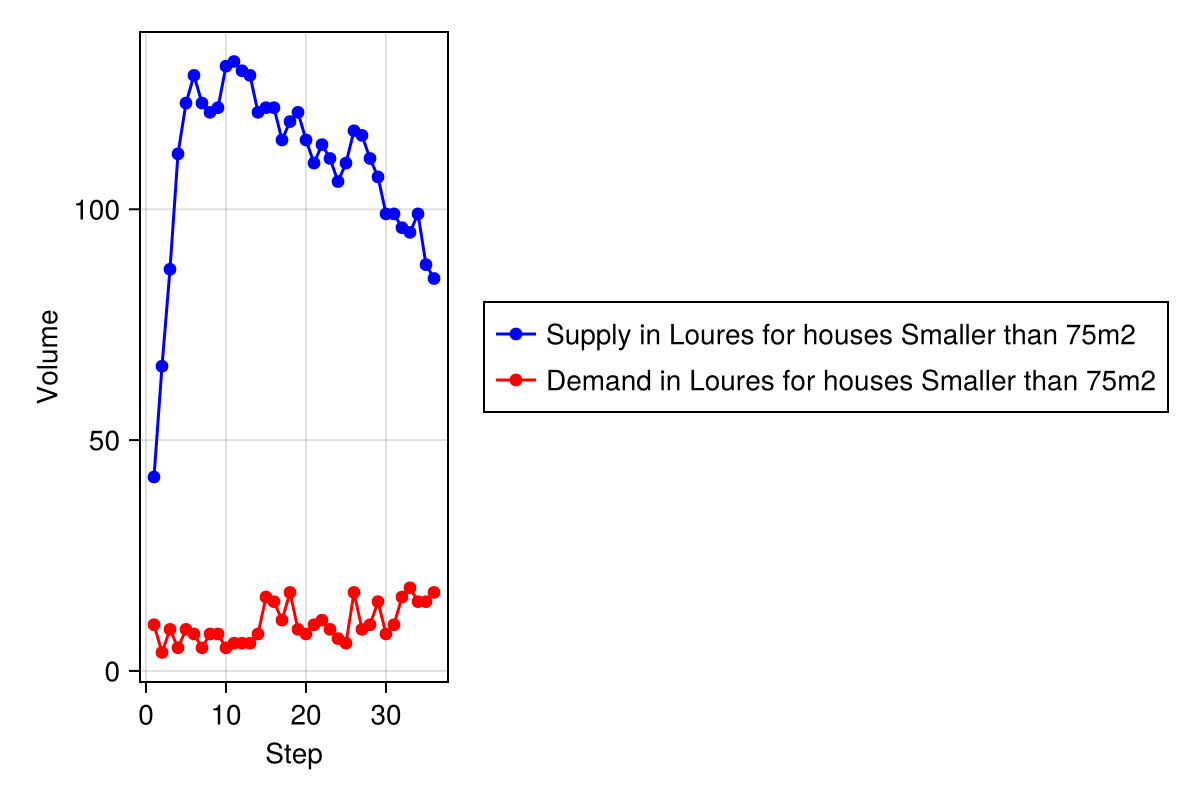 100
50
0
Volume
0 10 20 30
Step
Supply in Loures for houses Smaller than 75m2
Demand in Loures for houses Smaller than 75m2